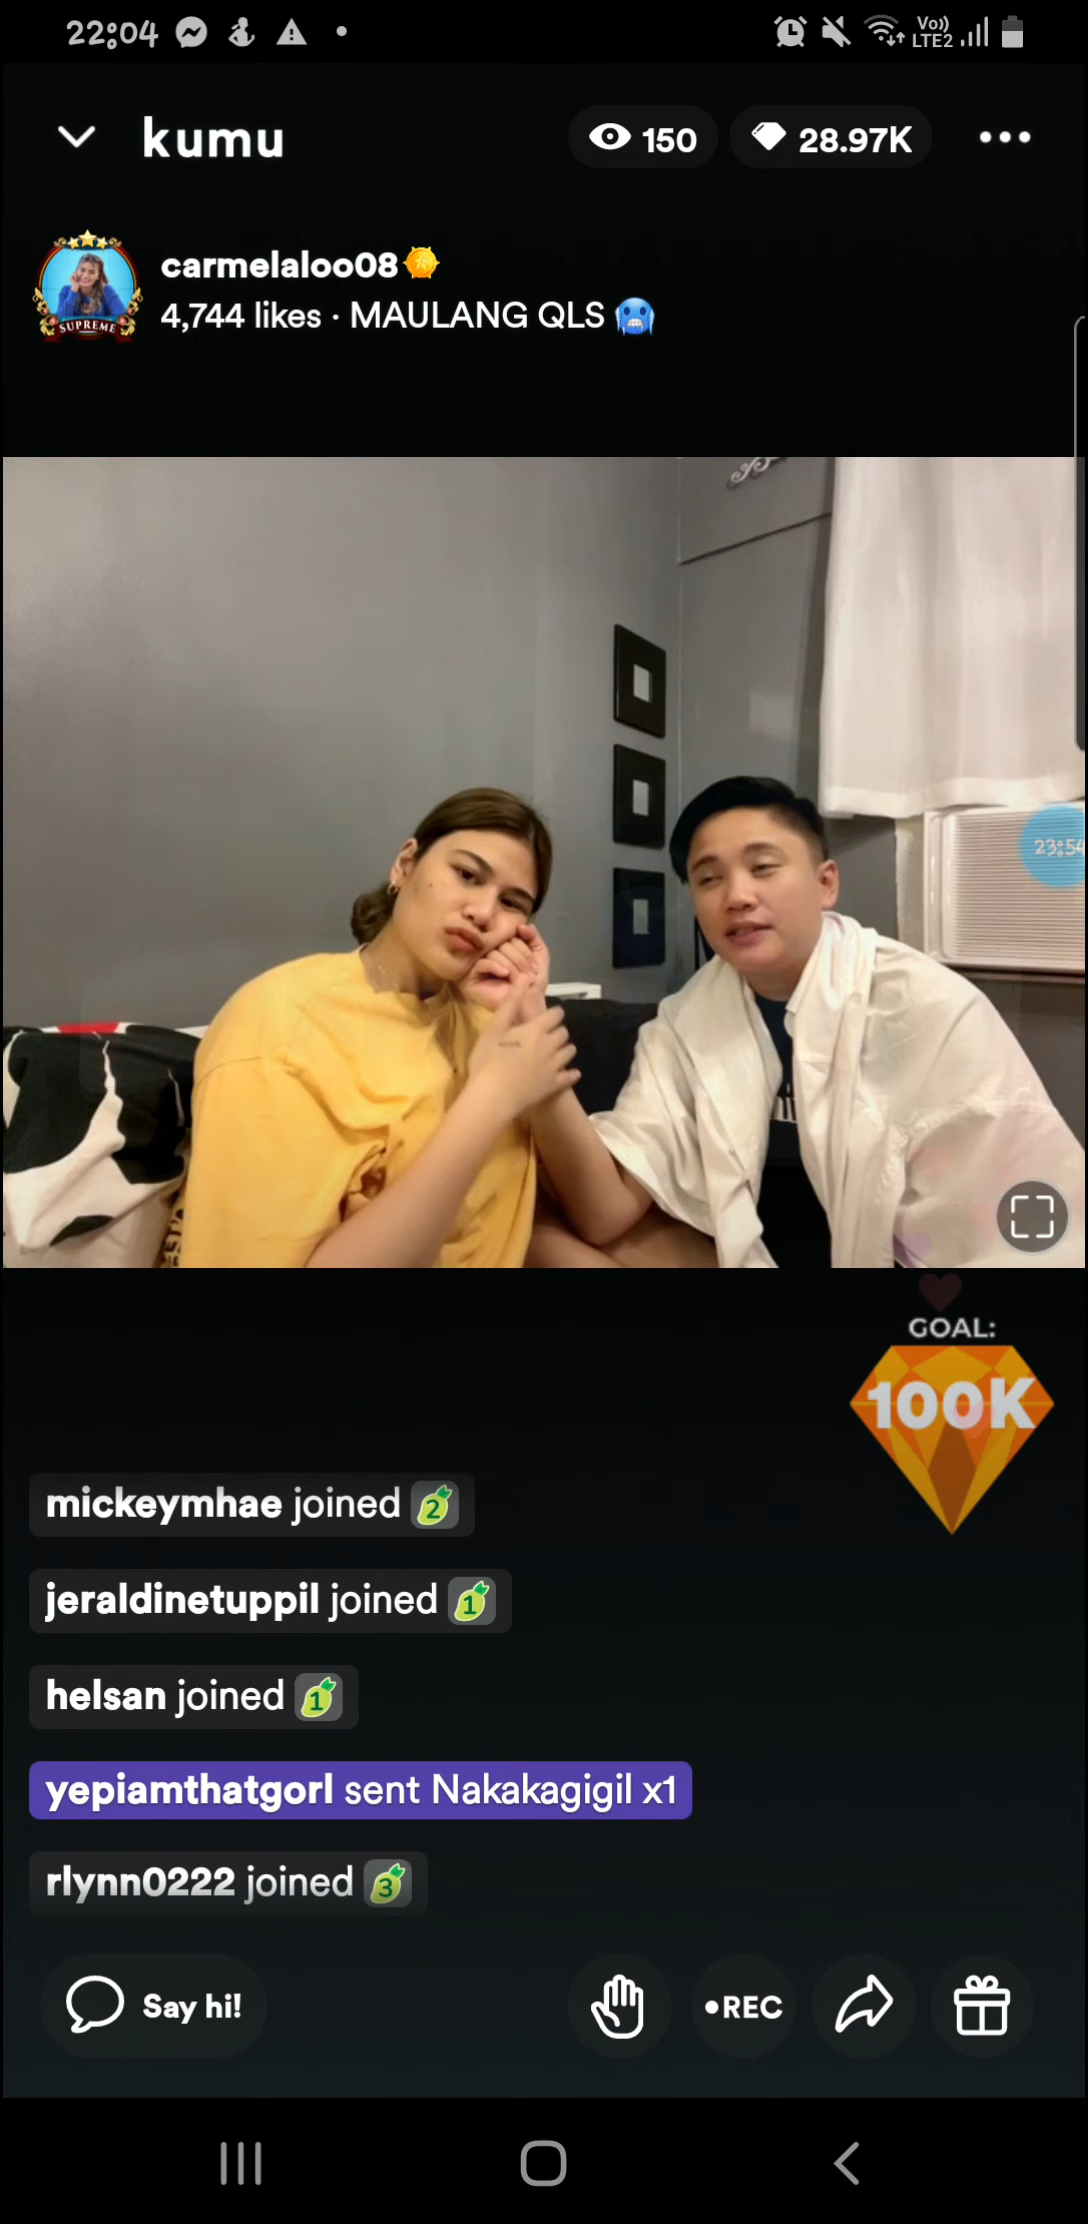 22:04
Vo)) LTE2
kumu
150
28.97K
carmelaloo08
SUPREME
4,744 likes · MAULANG QLS 🥶
23:54
GOAL:
100K
mickeymhae joined 2
jeraldinetuppil joined 1
helsan joined 1
yepiamthatgorl sent Nakakagigil x1
rlynn0222 joined 3
Say hi!
•REC